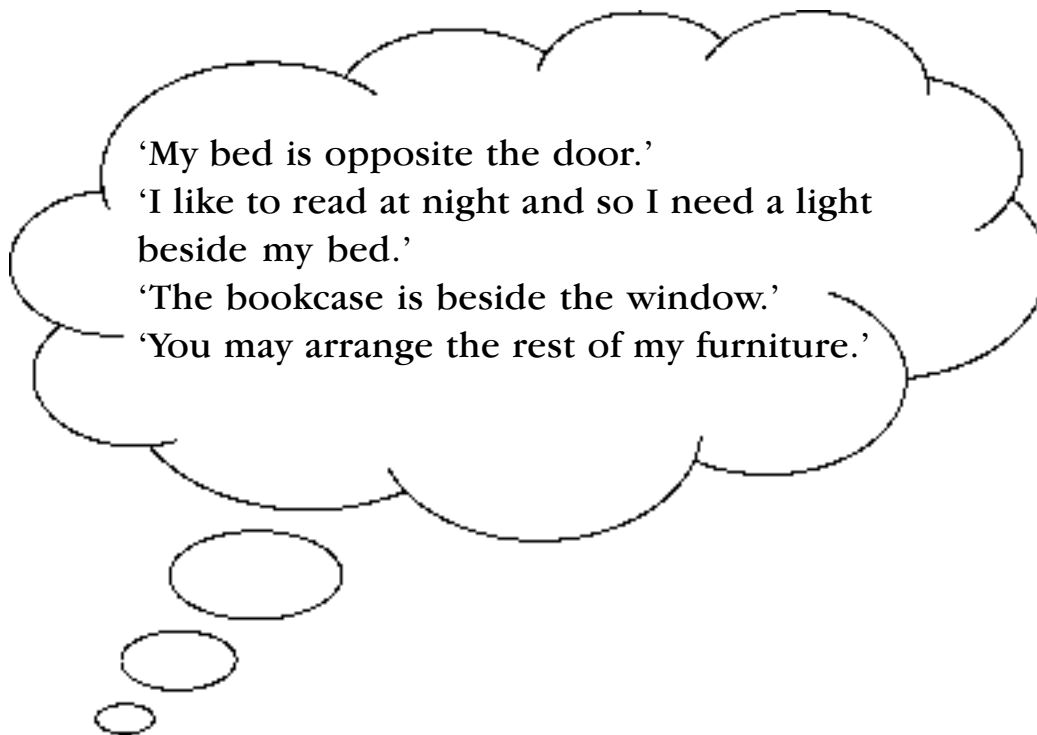 ‘My bed is opposite the door.’
‘I like to read at night and so I need a light
beside my bed.’
‘The bookcase is beside the window.’
‘You may arrange the rest of my furniture.’